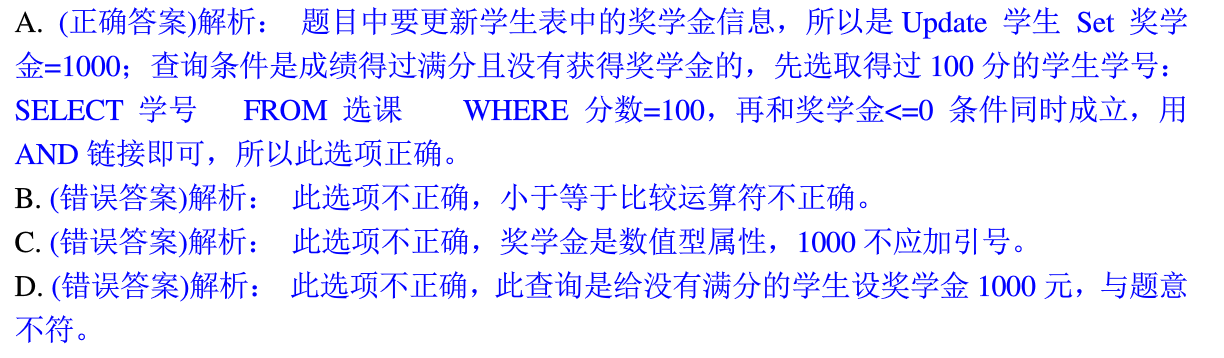 A. (正确答案)解析： 题目中要更新学生表中的奖学金信息，所以是 Update 学生 Set 奖学
金=1000；查询条件是成绩得过满分且没有获得奖学金的，先选取得过 100 分的学生学号：
SELECT 学号 FROM 选课 WHERE 分数=100，再和奖学金<=0 条件同时成立，用
AND 链接即可，所以此选项正确。
B. (错误答案)解析： 此选项不正确，小于等于比较运算符不正确。
C. (错误答案)解析： 此选项不正确，奖学金是数值型属性，1000 不应加引号。
D. (错误答案)解析： 此选项不正确，此查询是给没有满分的学生设奖学金 1000 元，与题意
不符。